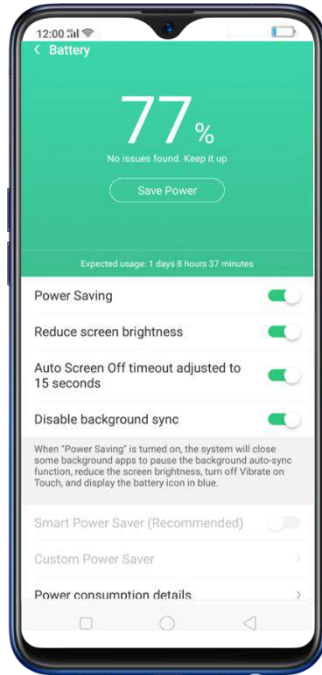 12:00
Battery
77%
No issues found. Keep it up
Save Power
Expected usage: 1 days 8 hours 37 minutes
Power Saving
Reduce screen brightness
Auto Screen Off timeout adjusted to
15 seconds
Disable background sync
When "Power Saving" is turned on, the system will close
some background apps to pause the background auto-sync
function, reduce the screen brightness, turn off Vibrate on
Touch, and display the battery icon in blue.
Smart Power Saver (Recommended)
Custom Power Saver
Power consumption details